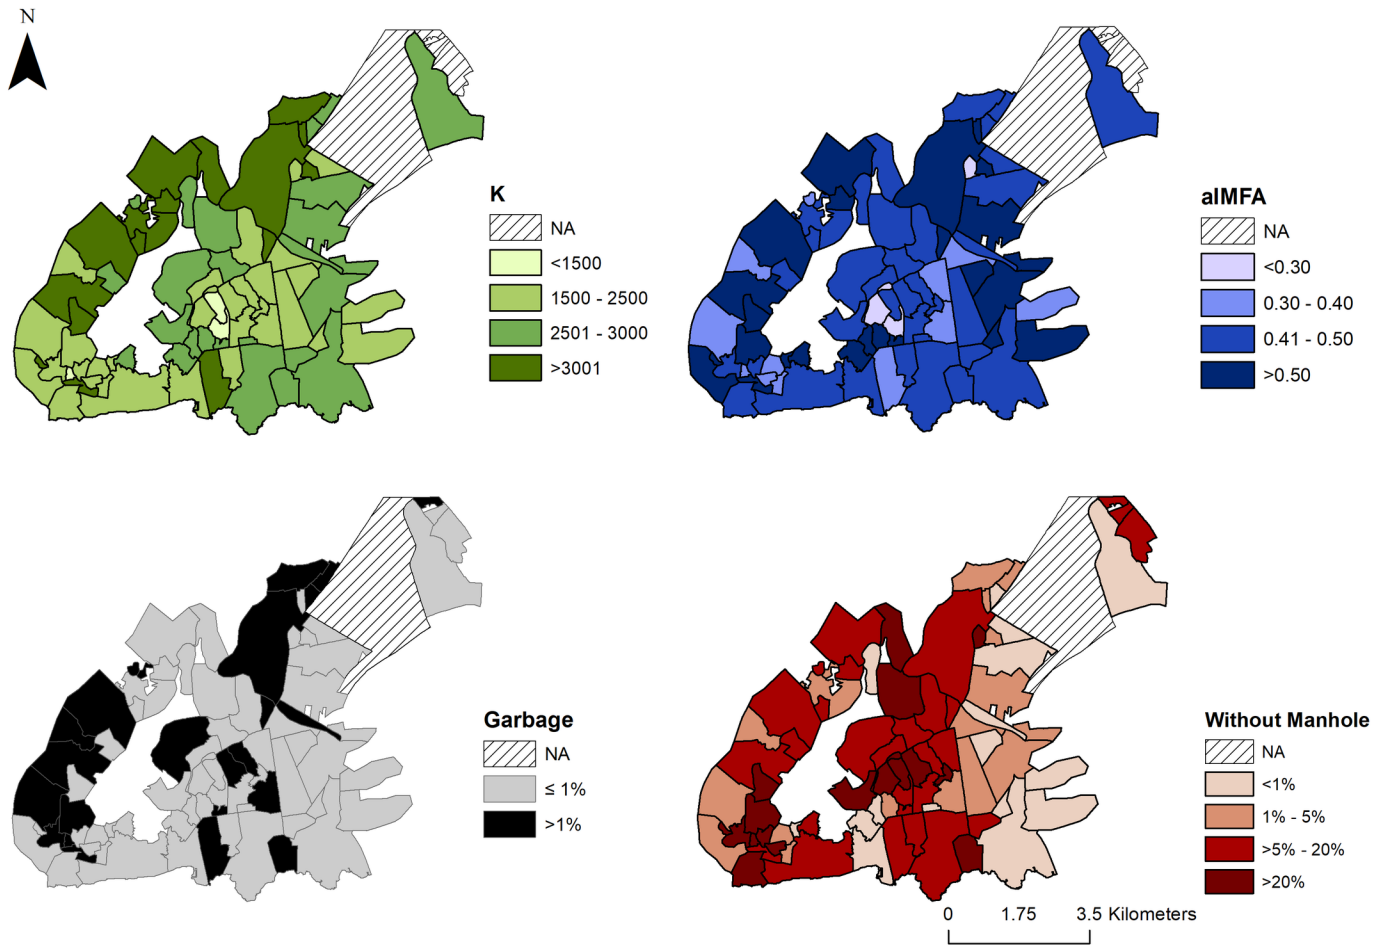 N
K
NA
<1500
1500 - 2500
2501 - 3000
>3001
aIMFA
NA
<0.30
0.30 - 0.40
0.41 - 0.50
>0.50
Garbage
NA
≤ 1%
>1%
Without Manhole
NA
<1%
1% - 5%
>5% - 20%
>20%
0 1.75 3.5 Kilometers